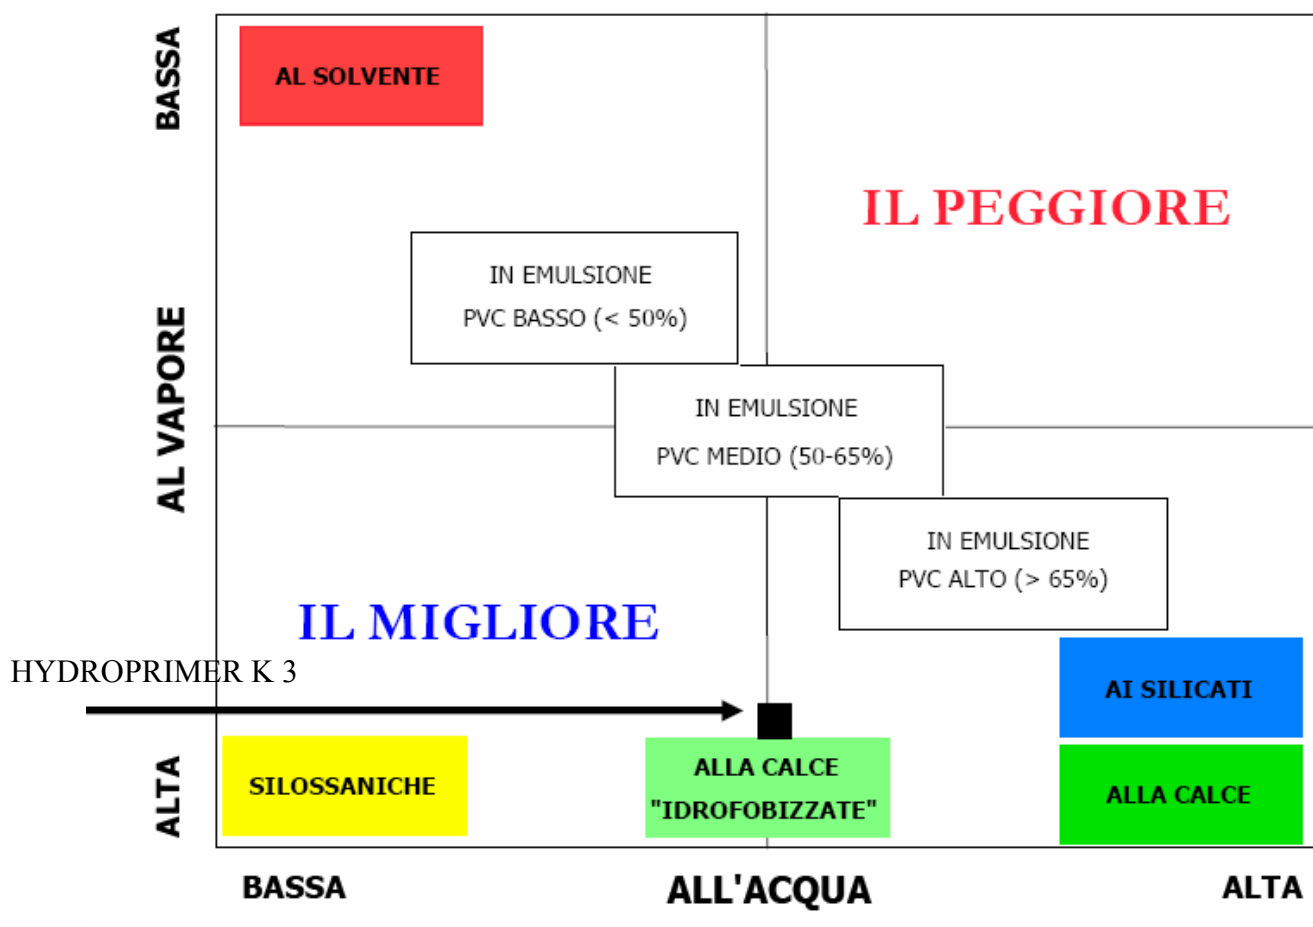 BASSA
AL SOLVENTE
IL PEGGIORE
IN EMULSIONE
PVC BASSO (< 50%)
AL VAPORE
IN EMULSIONE
PVC MEDIO (50-65%)
IN EMULSIONE
PVC ALTO (> 65%)
IL MIGLIORE
HYDROPRIMER K 3
AI SILICATI
ALTA
SILOSSANICHE
ALLA CALCE
"IDROFOBIZZATE"
ALLA CALCE
BASSA
ALL'ACQUA
ALTA